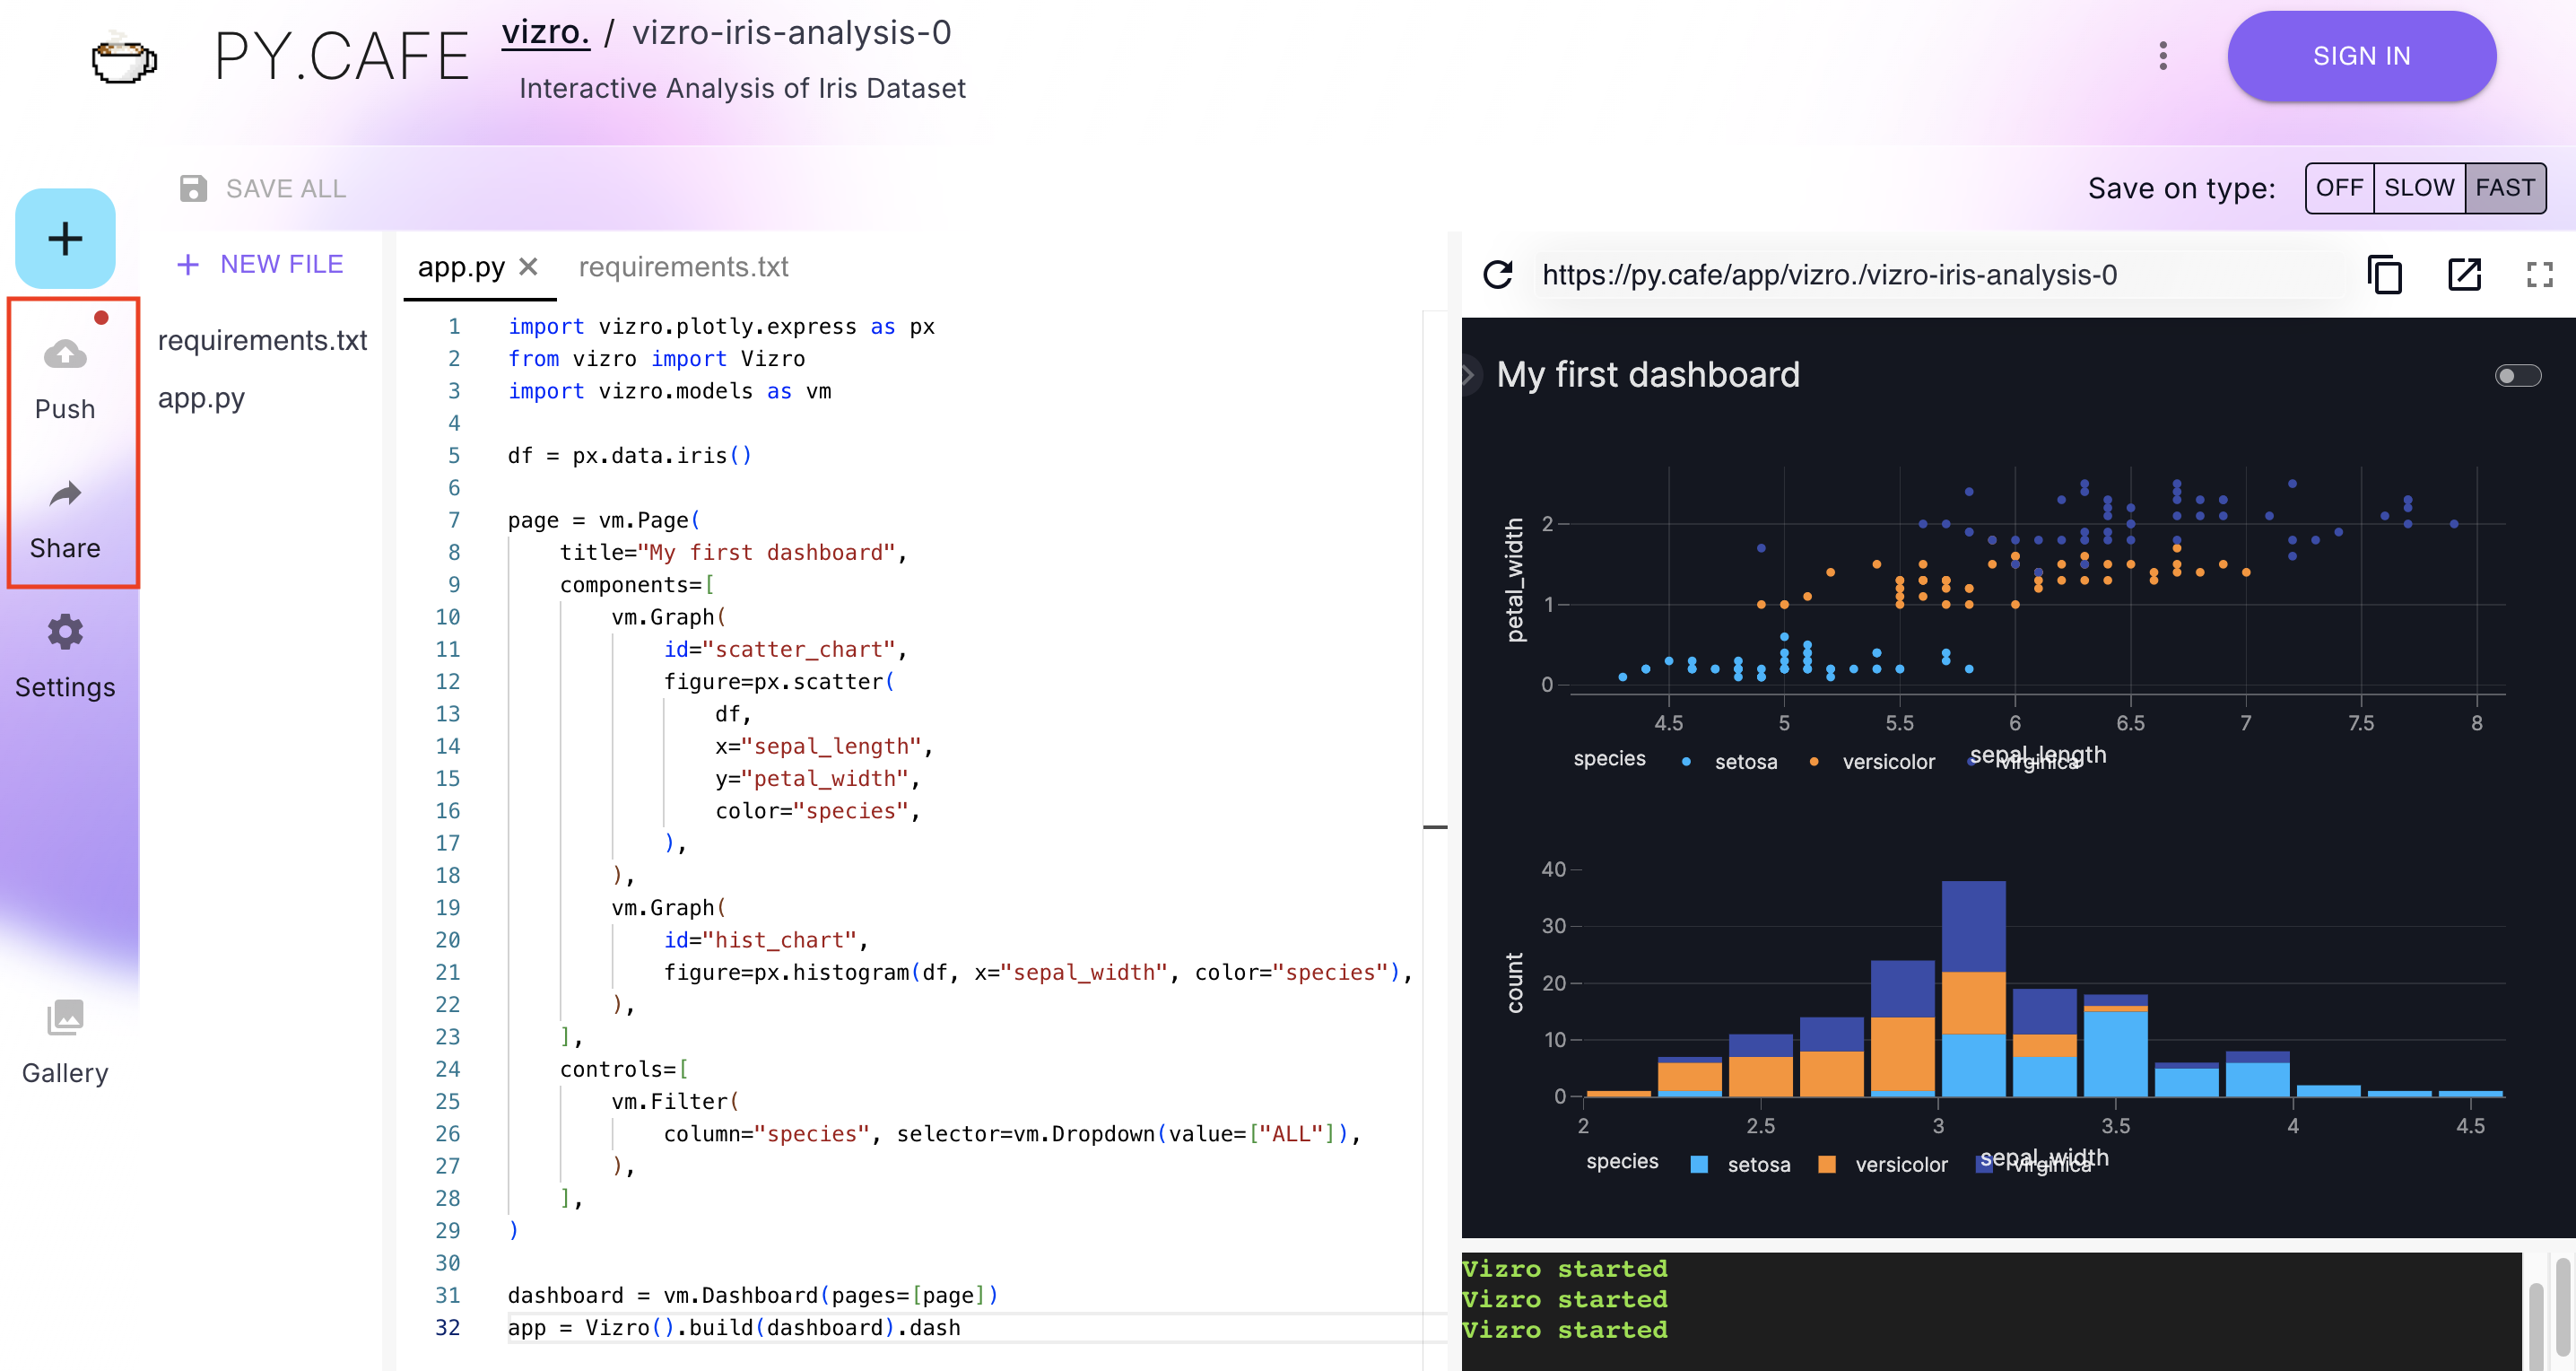 PY.CAFE
vizro. / vizro-iris-analysis-0
Interactive Analysis of Iris Dataset
SIGN IN
SAVE ALL
Save on type:
OFF SLOW FAST
Push
Share
Settings
Gallery
+ NEW FILE
requirements.txt
app.py
app.py requirements.txt
1 import vizro.plotly.express as px
2 from vizro import Vizro
3 import vizro.models as vm
4
5 df = px.data.iris()
6
7 page = vm.Page(
8 title="My first dashboard",
9 components=[
10 vm.Graph(
11 id="scatter_chart",
12 figure=px.scatter(
13 df,
14 x="sepal_length",
15 y="petal_width",
16 color="species",
17 ),
18 ),
19 vm.Graph(
20 id="hist_chart",
21 figure=px.histogram(df, x="sepal_width", color="species"),
22 ),
23 ],
24 controls=[
25 vm.Filter(
26 column="species", selector=vm.Dropdown(value=["ALL"]),
27 ),
28 ],
29 )
30
31 dashboard = vm.Dashboard(pages=[page])
32 app = Vizro().build(dashboard).dash
https://py.cafe/app/vizro./vizro-iris-analysis-0
My first dashboard
petal_width
2
1
0
4.5 5 5.5 6 6.5 7 7.5 8
sepal_length
species setosa versicolor virginica
count
40
30
20
10
0
2 2.5 3 3.5 4 4.5
sepal_width
species setosa versicolor virginica
Vizro started
Vizro started
Vizro started